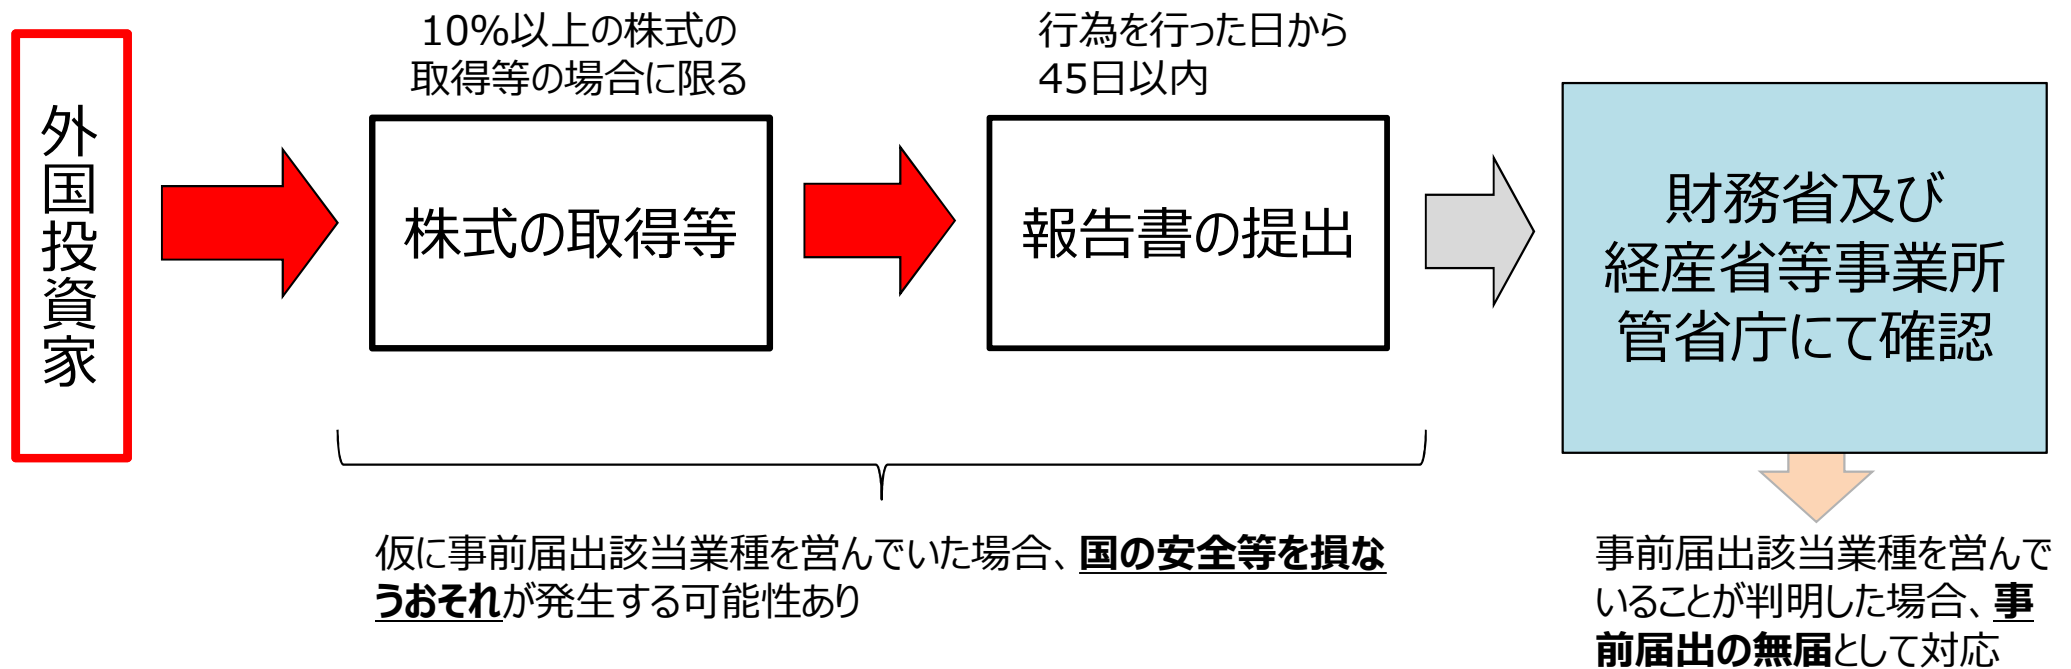 外国投資家
10%以上の株式の
取得等の場合に限る
株式の取得等
行為を行った日から
45日以内
報告書の提出
財務省及び
経産省等事業所
管省庁にて確認
仮に事前届出該当業種を営んでいた場合、国の安全等を損な
うおそれが発生する可能性あり
事前届出該当業種を営んで
いることが判明した場合、事
前届出の無届として対応